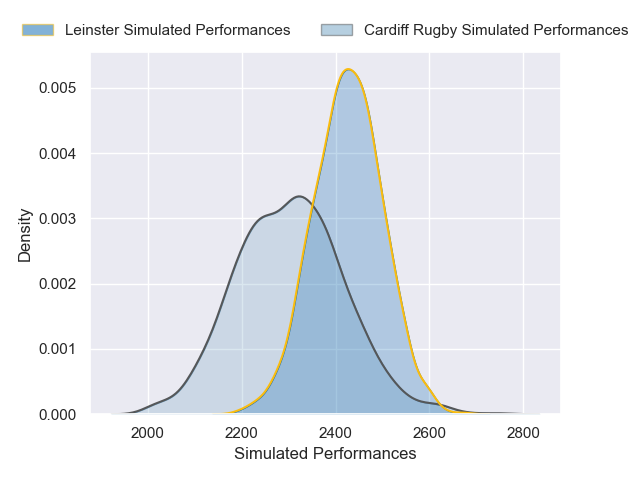 Leinster Simulated Performances
Cardiff Rugby Simulated Performances
0.005
0.004
0.003
0.002
0.001
0.000
Density
2000
2200
2400
2600
2800
Simulated Performances